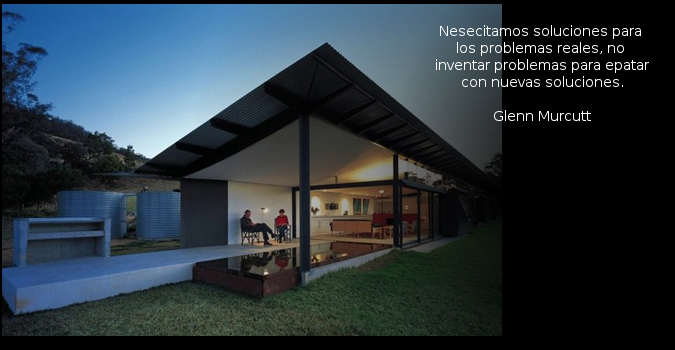 Nesecitamos soluciones para
los problemas reales, no
inventar problemas para epatar
con nuevas soluciones.
Glenn Murcutt